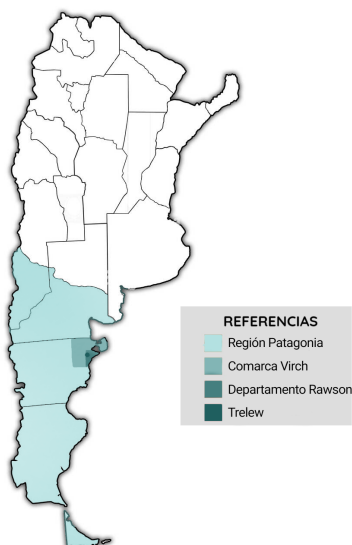 REFERENCIAS
Región Patagonia
Comarca Virch
Departamento Rawson
Trelew